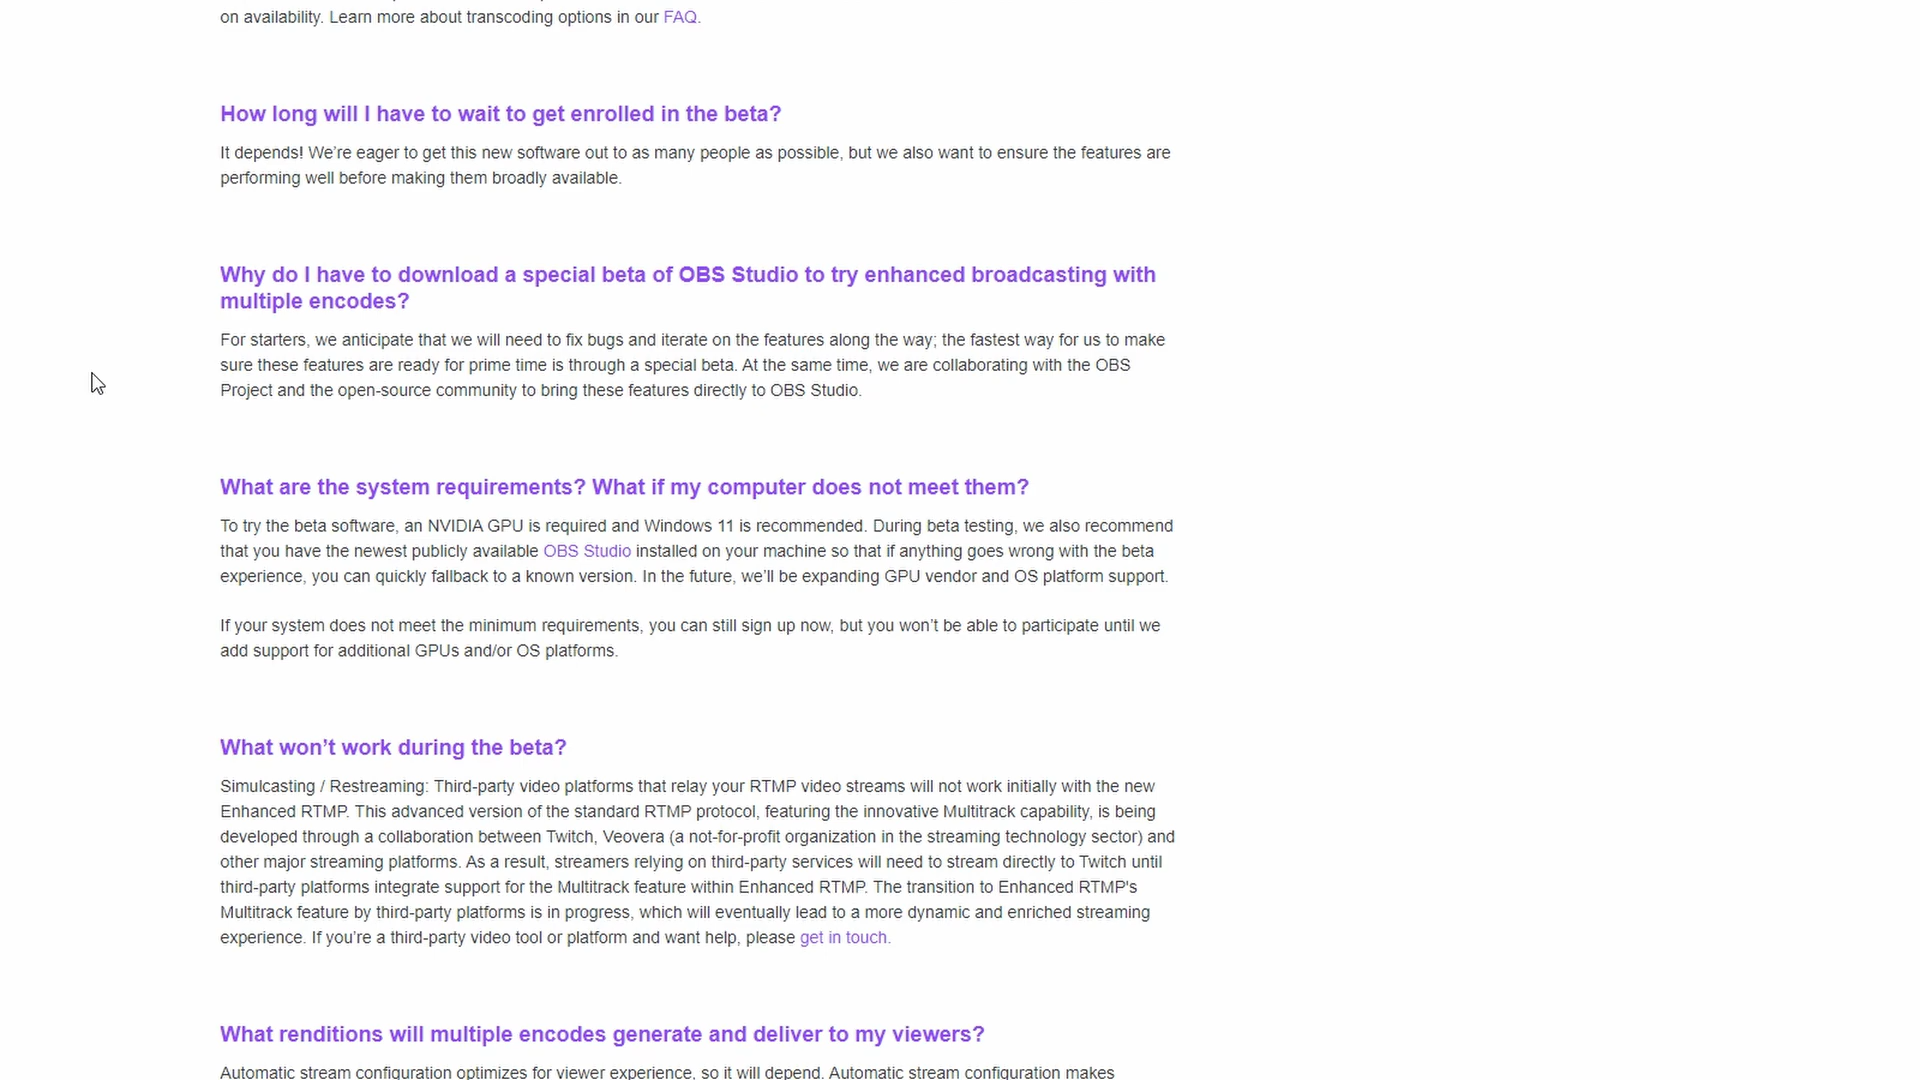 on availability. Learn more about transcoding options in our FAQ.
How long will I have to wait to get enrolled in the beta?
It depends! We’re eager to get this new software out to as many people as possible, but we also want to ensure the features are
performing well before making them broadly available.
Why do I have to download a special beta of OBS Studio to try enhanced broadcasting with
multiple encodes?
For starters, we anticipate that we will need to fix bugs and iterate on the features along the way; the fastest way for us to make
sure these features are ready for prime time is through a special beta. At the same time, we are collaborating with the OBS
Project and the open-source community to bring these features directly to OBS Studio.
What are the system requirements? What if my computer does not meet them?
To try the beta software, an NVIDIA GPU is required and Windows 11 is recommended. During beta testing, we also recommend
that you have the newest publicly available OBS Studio installed on your machine so that if anything goes wrong with the beta
experience, you can quickly fallback to a known version. In the future, we’ll be expanding GPU vendor and OS platform support.
If your system does not meet the minimum requirements, you can still sign up now, but you won’t be able to participate until we
add support for additional GPUs and/or OS platforms.
What won’t work during the beta?
Simulcasting / Restreaming: Third-party video platforms that relay your RTMP video streams will not work initially with the new
Enhanced RTMP. This advanced version of the standard RTMP protocol, featuring the innovative Multitrack capability, is being
developed through a collaboration between Twitch, Veovera (a not-for-profit organization in the streaming technology sector) and
other major streaming platforms. As a result, streamers relying on third-party services will need to stream directly to Twitch until
third-party platforms integrate support for the Multitrack feature within Enhanced RTMP. The transition to Enhanced RTMP's
Multitrack feature by third-party platforms is in progress, which will eventually lead to a more dynamic and enriched streaming
experience. If you’re a third-party video tool or platform and want help, please get in touch.
What renditions will multiple encodes generate and deliver to my viewers?
Automatic stream configuration optimizes for viewer experience, so it will depend. Automatic stream configuration makes